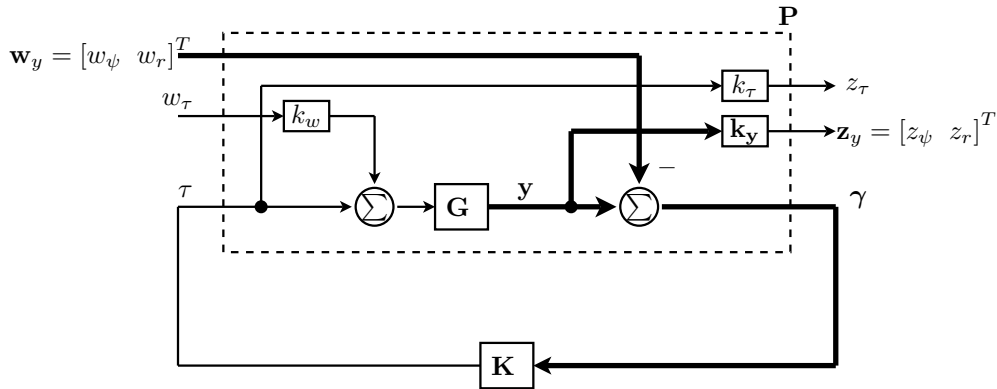 P
𝐰_y = [w_ψ w_r]^T
k_τ
z_τ
w_τ
k_w
𝐤_𝐲
𝐳_y = [z_ψ z_r]^T
−
τ
∑
G
y
∑
γ
K